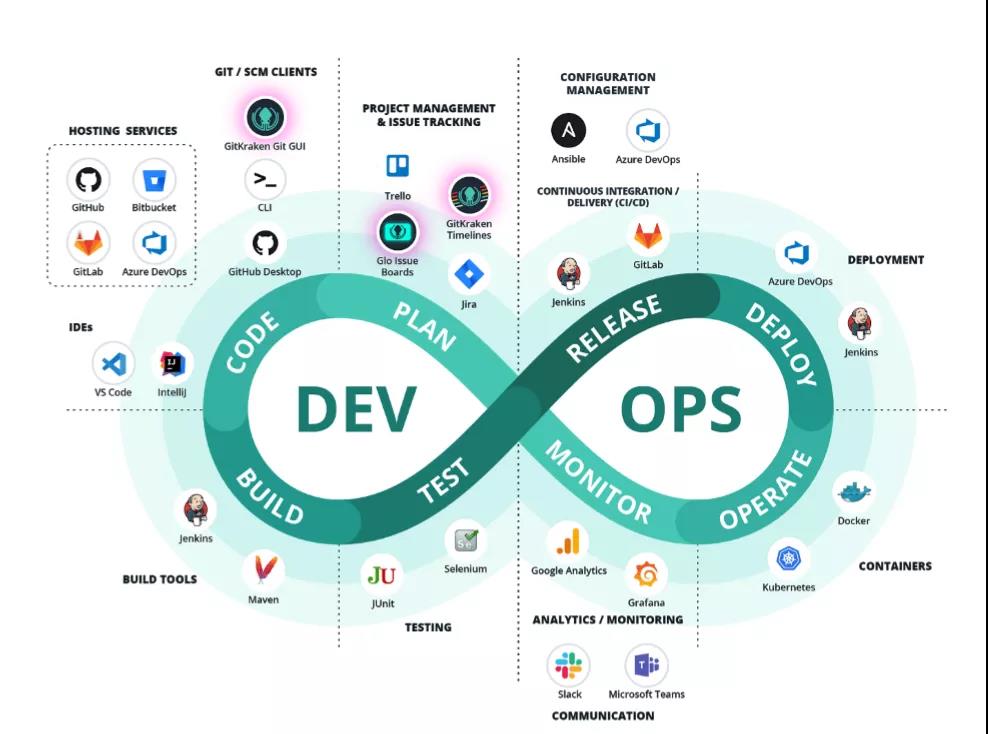 GIT / SCM CLIENTS
GitKraken Git GUI
>_
CLI
GitHub Desktop
HOSTING SERVICES
GitHub
Bitbucket
GitLab
Azure DevOps
IDEs
VS Code
IJ
IntelliJ
PROJECT MANAGEMENT
& ISSUE TRACKING
Trello
GitKraken
Timelines
Glo Issue
Boards
Jira
CONFIGURATION
MANAGEMENT
A
Ansible
Azure DevOps
CONTINUOUS INTEGRATION /
DELIVERY (CI/CD)
GitLab
Jenkins
Azure DevOps
DEPLOYMENT
Jenkins
CODE
PLAN
RELEASE
DEPLOY
DEV
OPS
BUILD
TEST
MONITOR
OPERATE
Jenkins
BUILD TOOLS
Maven
JU
JUnit
Se
Selenium
TESTING
Google Analytics
Grafana
ANALYTICS / MONITORING
Docker
Kubernetes
CONTAINERS
Slack
T
Microsoft Teams
COMMUNICATION